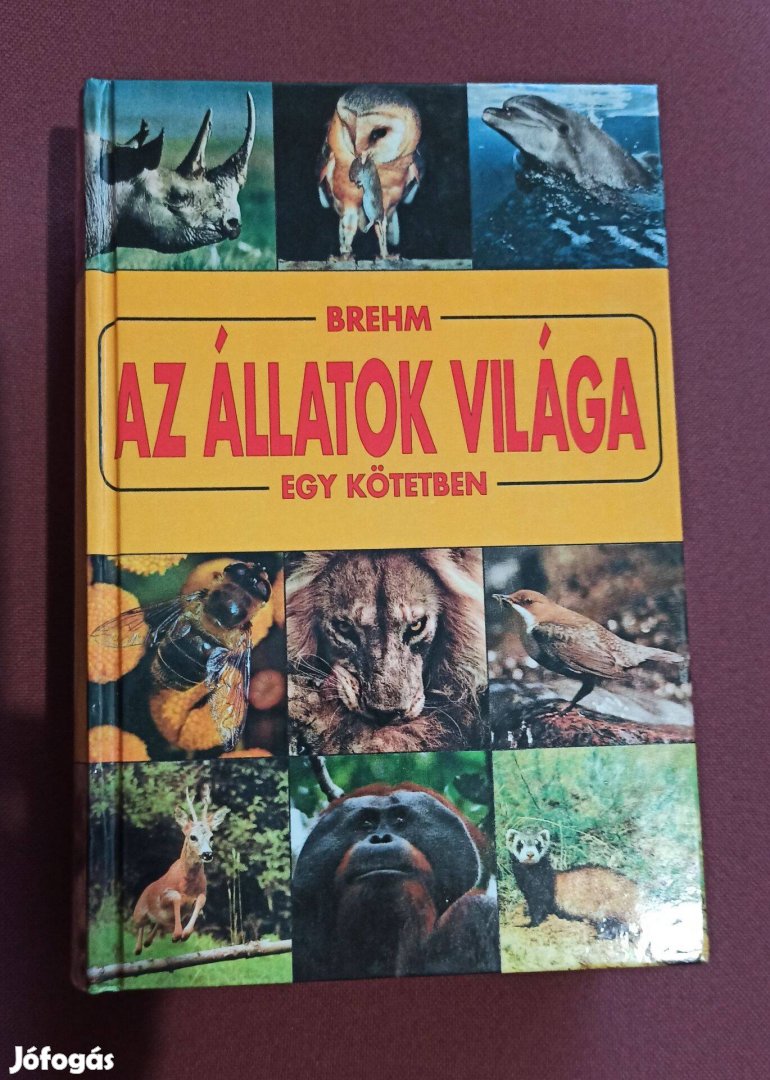 BREHM
AZ ÁLLATOK VILÁGA
EGY KÖTETBEN
Jófogás